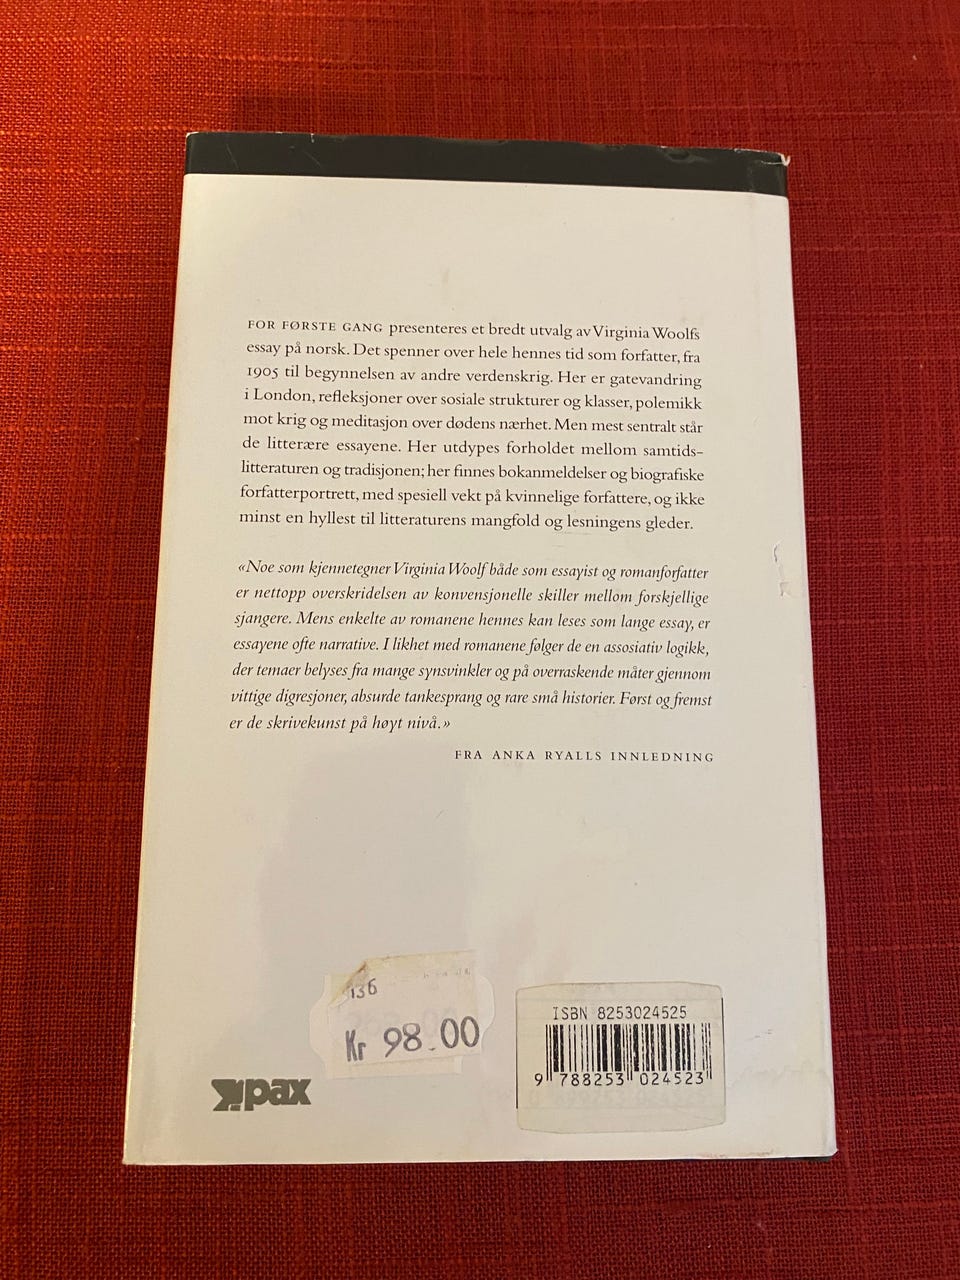 FOR FØRSTE GANG presenteres et bredt utvalg av Virginia Woolfs
essay på norsk. Det spenner over hele hennes tid som forfatter, fra
1905 til begynnelsen av andre verdenskrig. Her er gatevandring
i London, refleksjoner over sosiale strukturer og klasser, polemikk
mot krig og meditasjon over dødens nærhet. Men mest sentralt står
de litterære essayene. Her utdypes forholdet mellom samtids-
litteraturen og tradisjonen; her finnes bokanmeldelser og biografiske
forfatterportrett, med spesiell vekt på kvinnelige forfattere, og ikke
minst en hyllest til litteraturens mangfold og lesningens gleder.
«Noe som kjennetegner Virginia Woolf både som essayist og romanforfatter
er nettopp overskridelsen av konvensjonelle skiller mellom forskjellige
sjangere. Mens enkelte av romanene hennes kan leses som lange essay, er
essayene ofte narrative. I likhet med romanene følger de en assosiativ logikk,
der temaer belyses fra mange synsvinkler og på overraskende måter gjennom
vittige digresjoner, absurde tankesprang og rare små historier. Først og fremst
er de skrivekunst på høyt nivå.»
FRA ANKA RYALLS INNLEDNING
136
Kr 98.00
pax
ISBN 8253024525
9 788253 024523